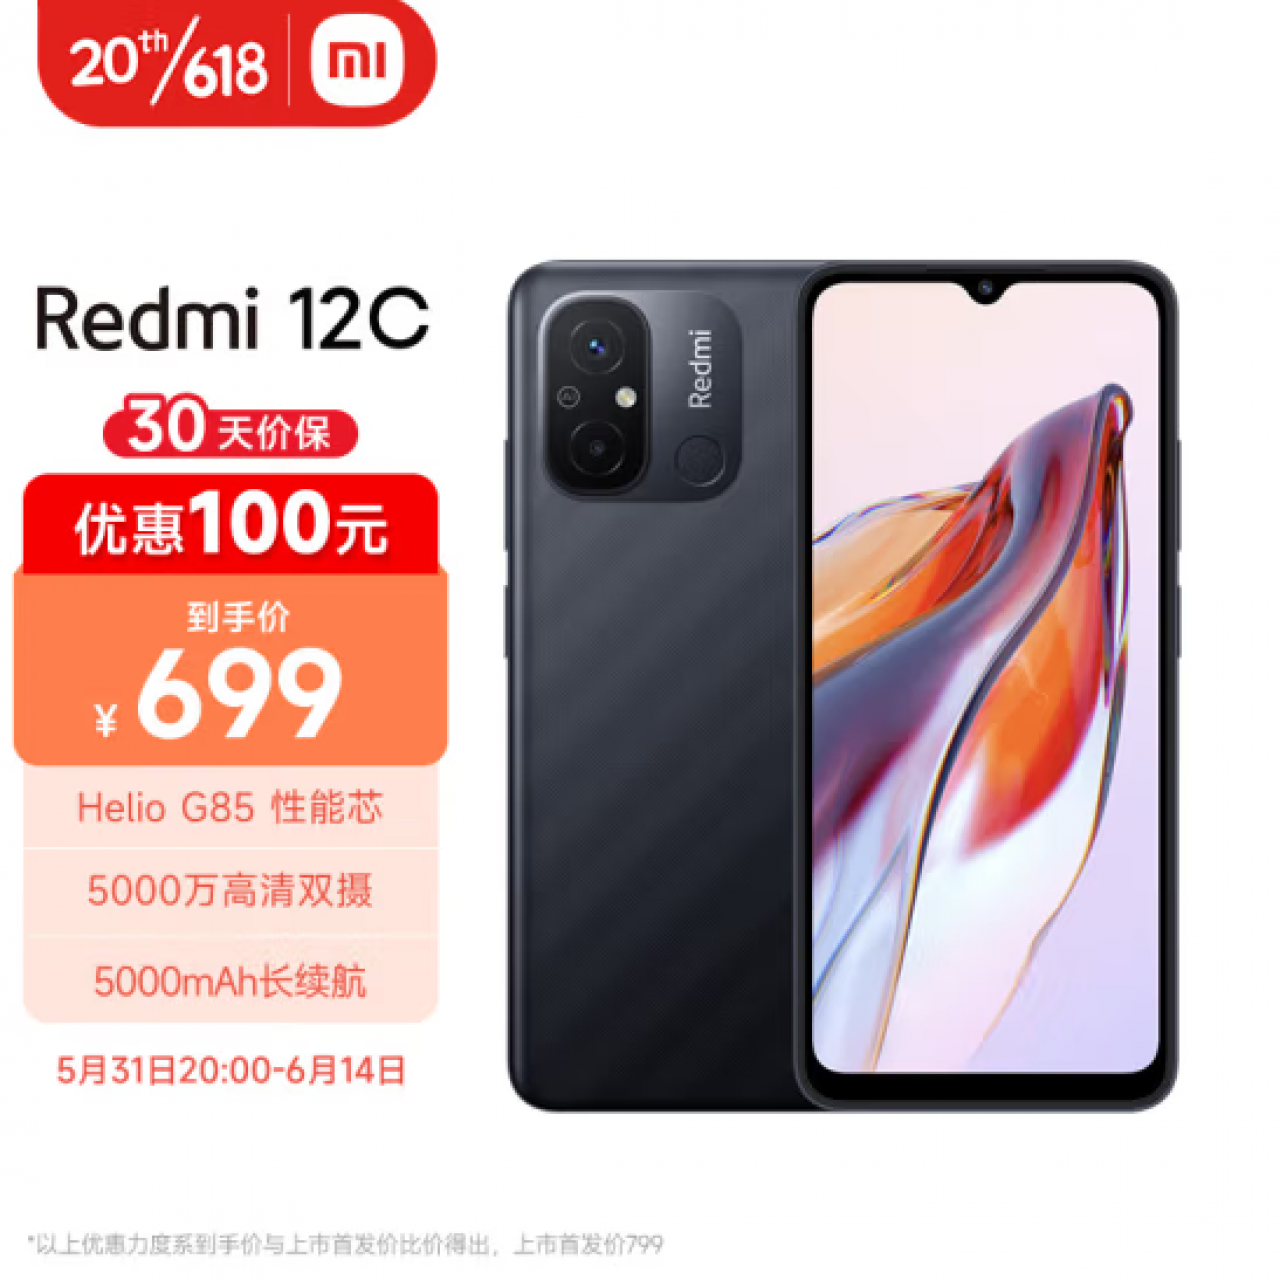 20th/618 mi
Redmi 12C
30天价保
优惠100元
到手价
¥699
Helio G85 性能芯
5000万高清双摄
5000mAh长续航
5月31日20:00-6月14日
Redmi
AI
*以上优惠力度系到手价与上市首发价比价得出，上市首发价799